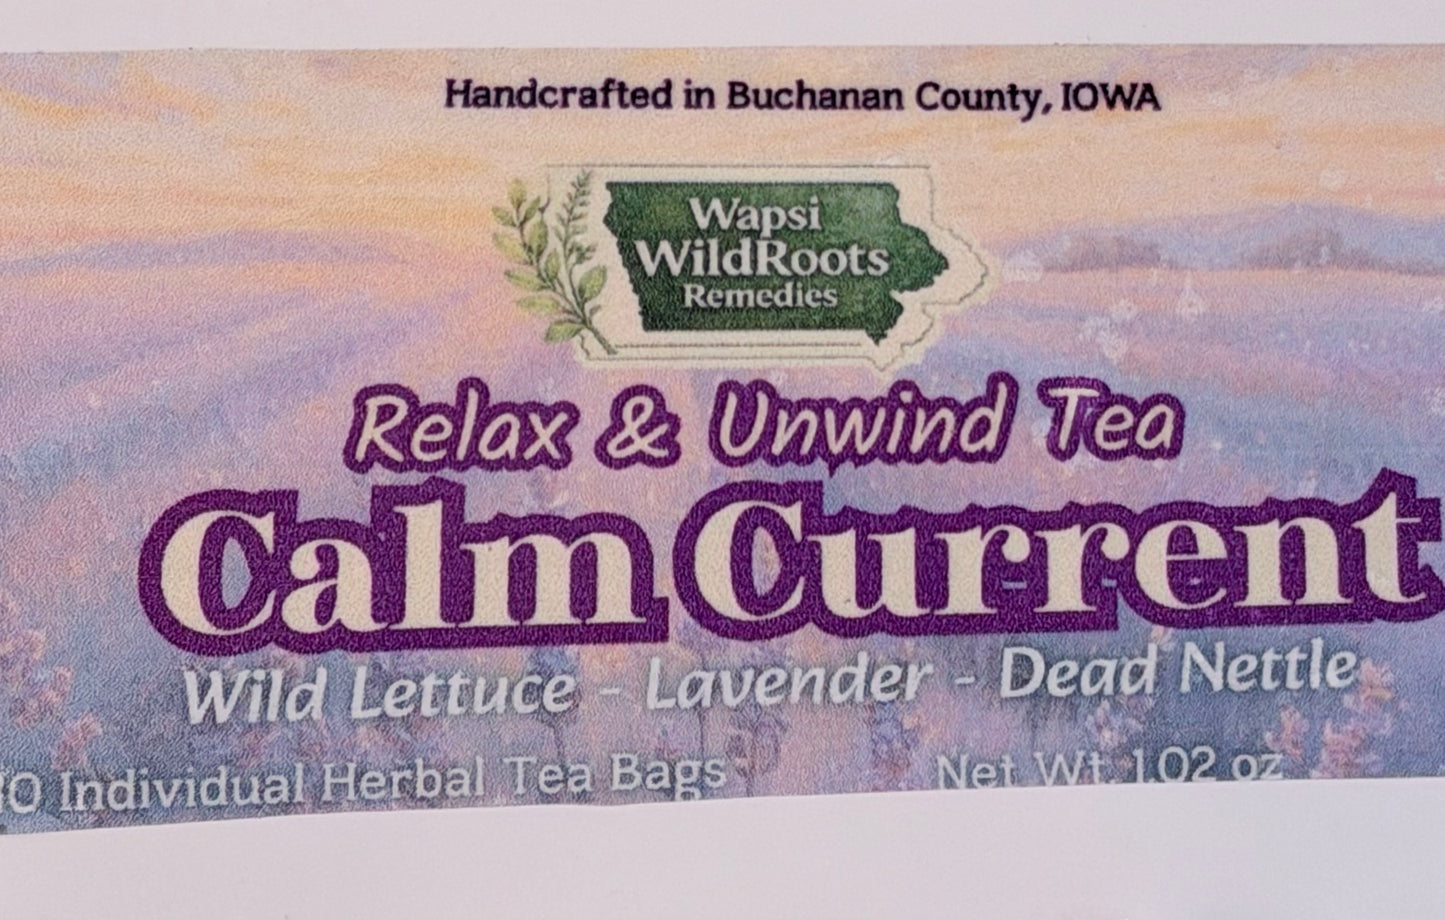 Handcrafted in Buchanan County, IOWA
Wapsi
WildRoots
Remedies
Relax & Unwind Tea
Calm Current
Wild Lettuce - Lavender - Dead Nettle
10 Individual Herbal Tea Bags Net Wt. 1.02 oz